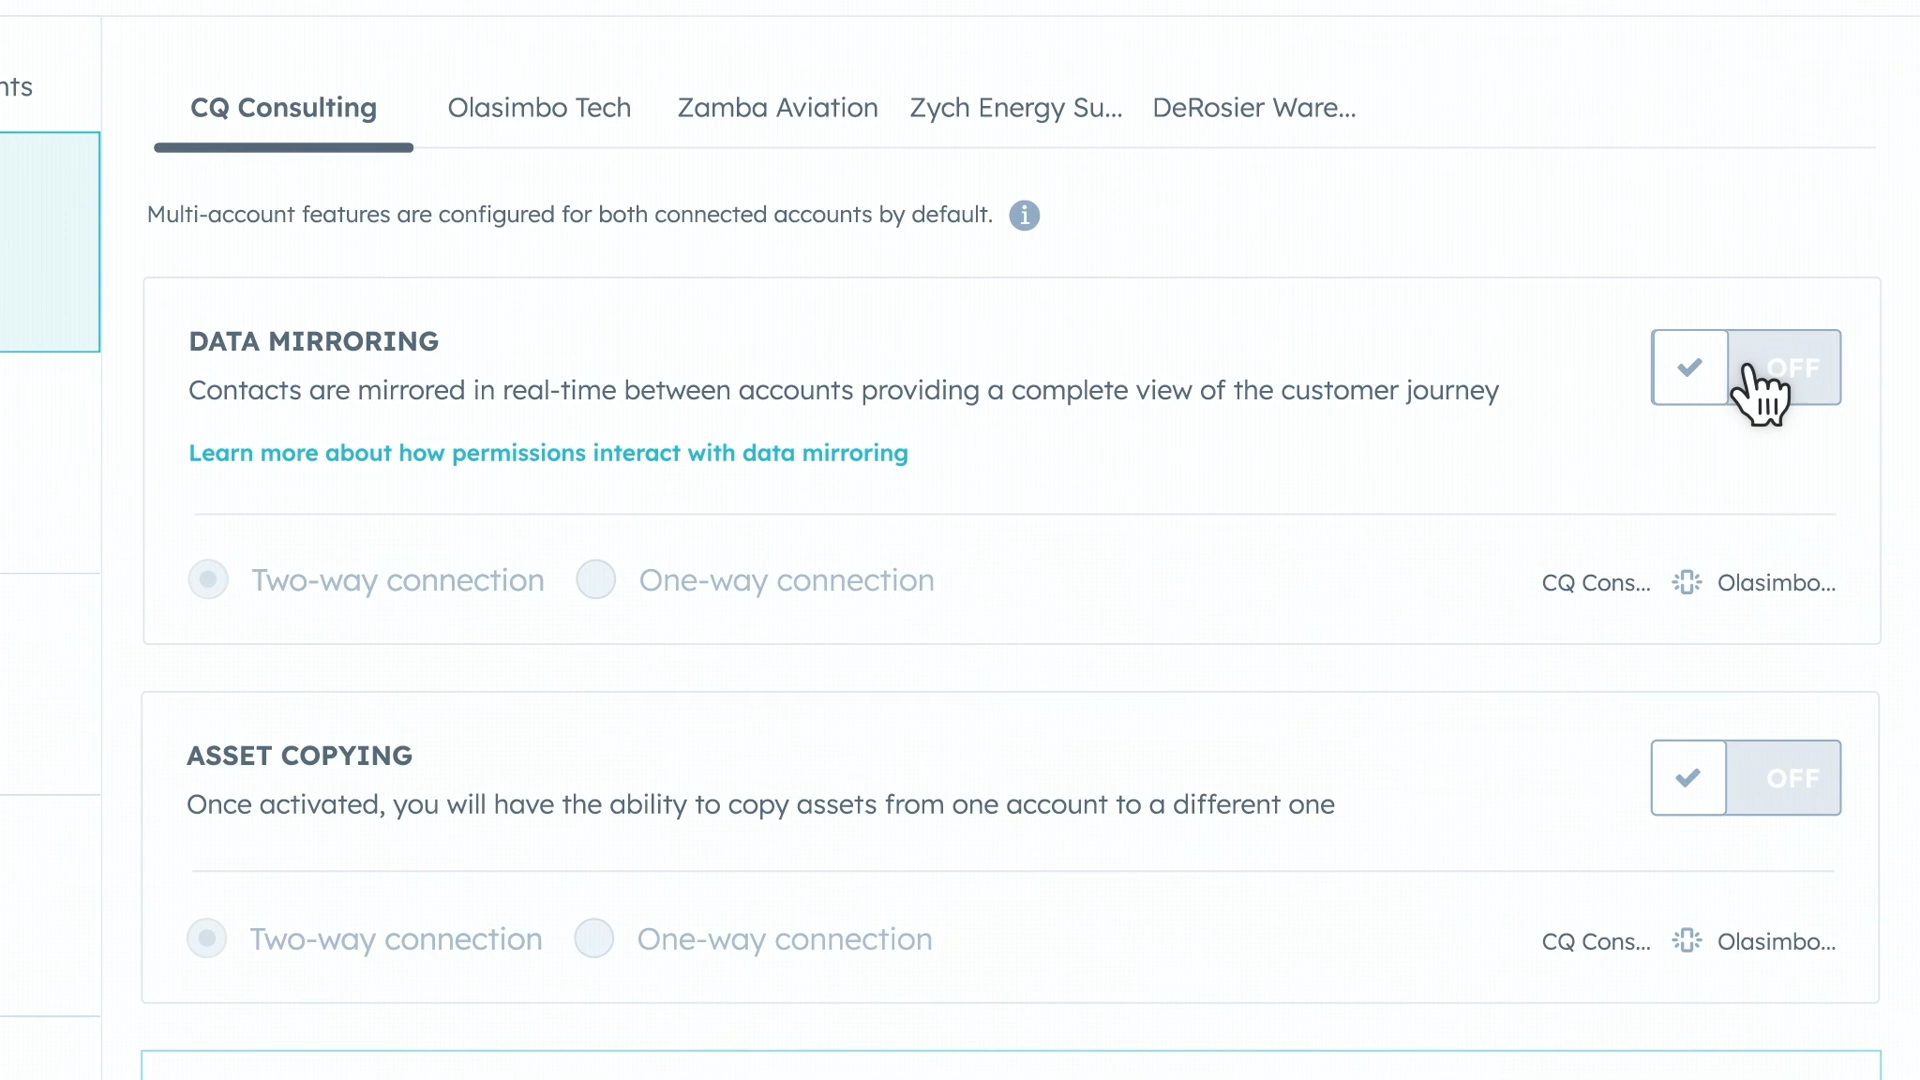 nts
CQ Consulting Olasimbo Tech Zamba Aviation Zych Energy Su... DeRosier Ware...
Multi-account features are configured for both connected accounts by default.
DATA MIRRORING
OFF
Contacts are mirrored in real-time between accounts providing a complete view of the customer journey
Learn more about how permissions interact with data mirroring
Two-way connection One-way connection CQ Cons... Olasimbo...
ASSET COPYING
OFF
Once activated, you will have the ability to copy assets from one account to a different one
Two-way connection One-way connection CQ Cons... Olasimbo...